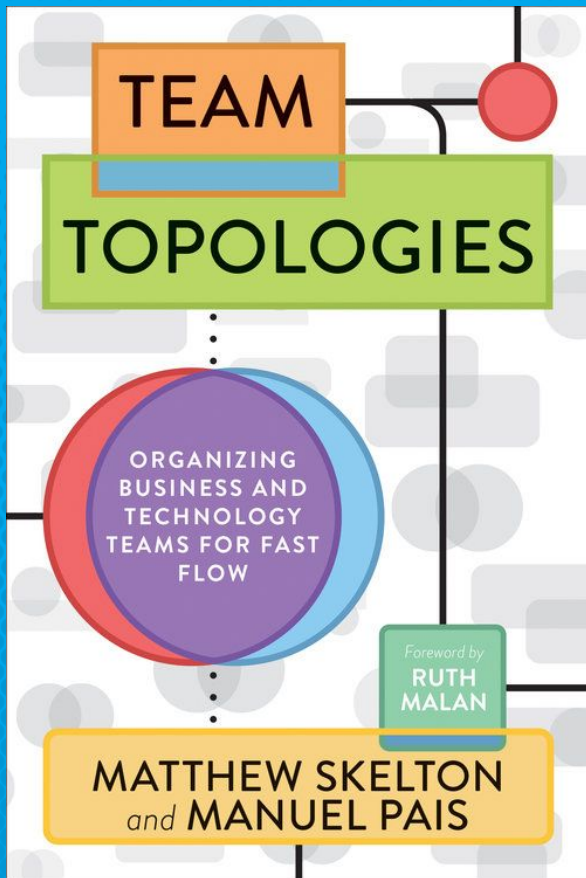 TEAM
TOPOLOGIES
ORGANIZING
BUSINESS AND
TECHNOLOGY
TEAMS FOR FAST
FLOW
Foreword by
RUTH
MALAN
MATTHEW SKELTON
and MANUEL PAIS